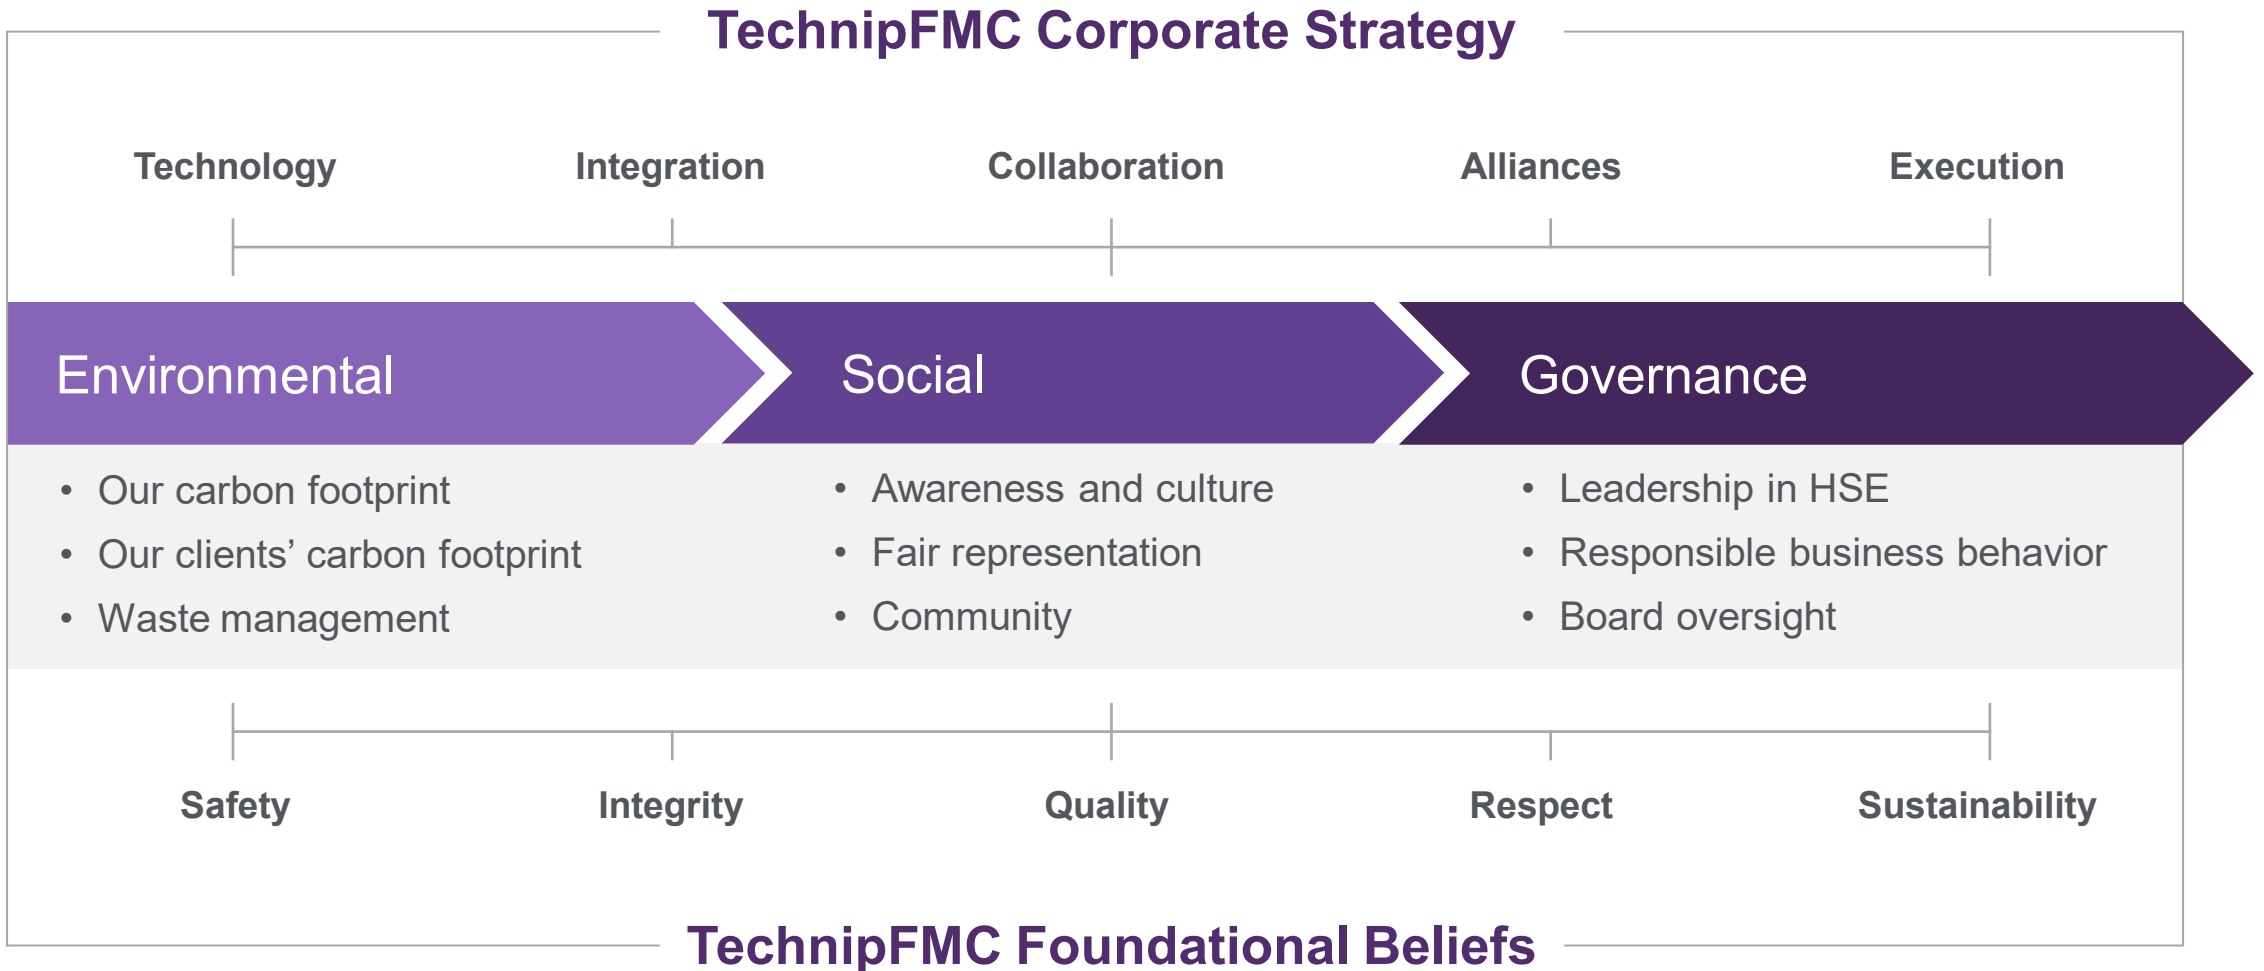 TechnipFMC Corporate Strategy
Technology Integration Collaboration Alliances Execution
Environmental Social Governance
• Our carbon footprint
• Our clients’ carbon footprint
• Waste management
• Awareness and culture
• Fair representation
• Community
• Leadership in HSE
• Responsible business behavior
• Board oversight
Safety Integrity Quality Respect Sustainability
TechnipFMC Foundational Beliefs